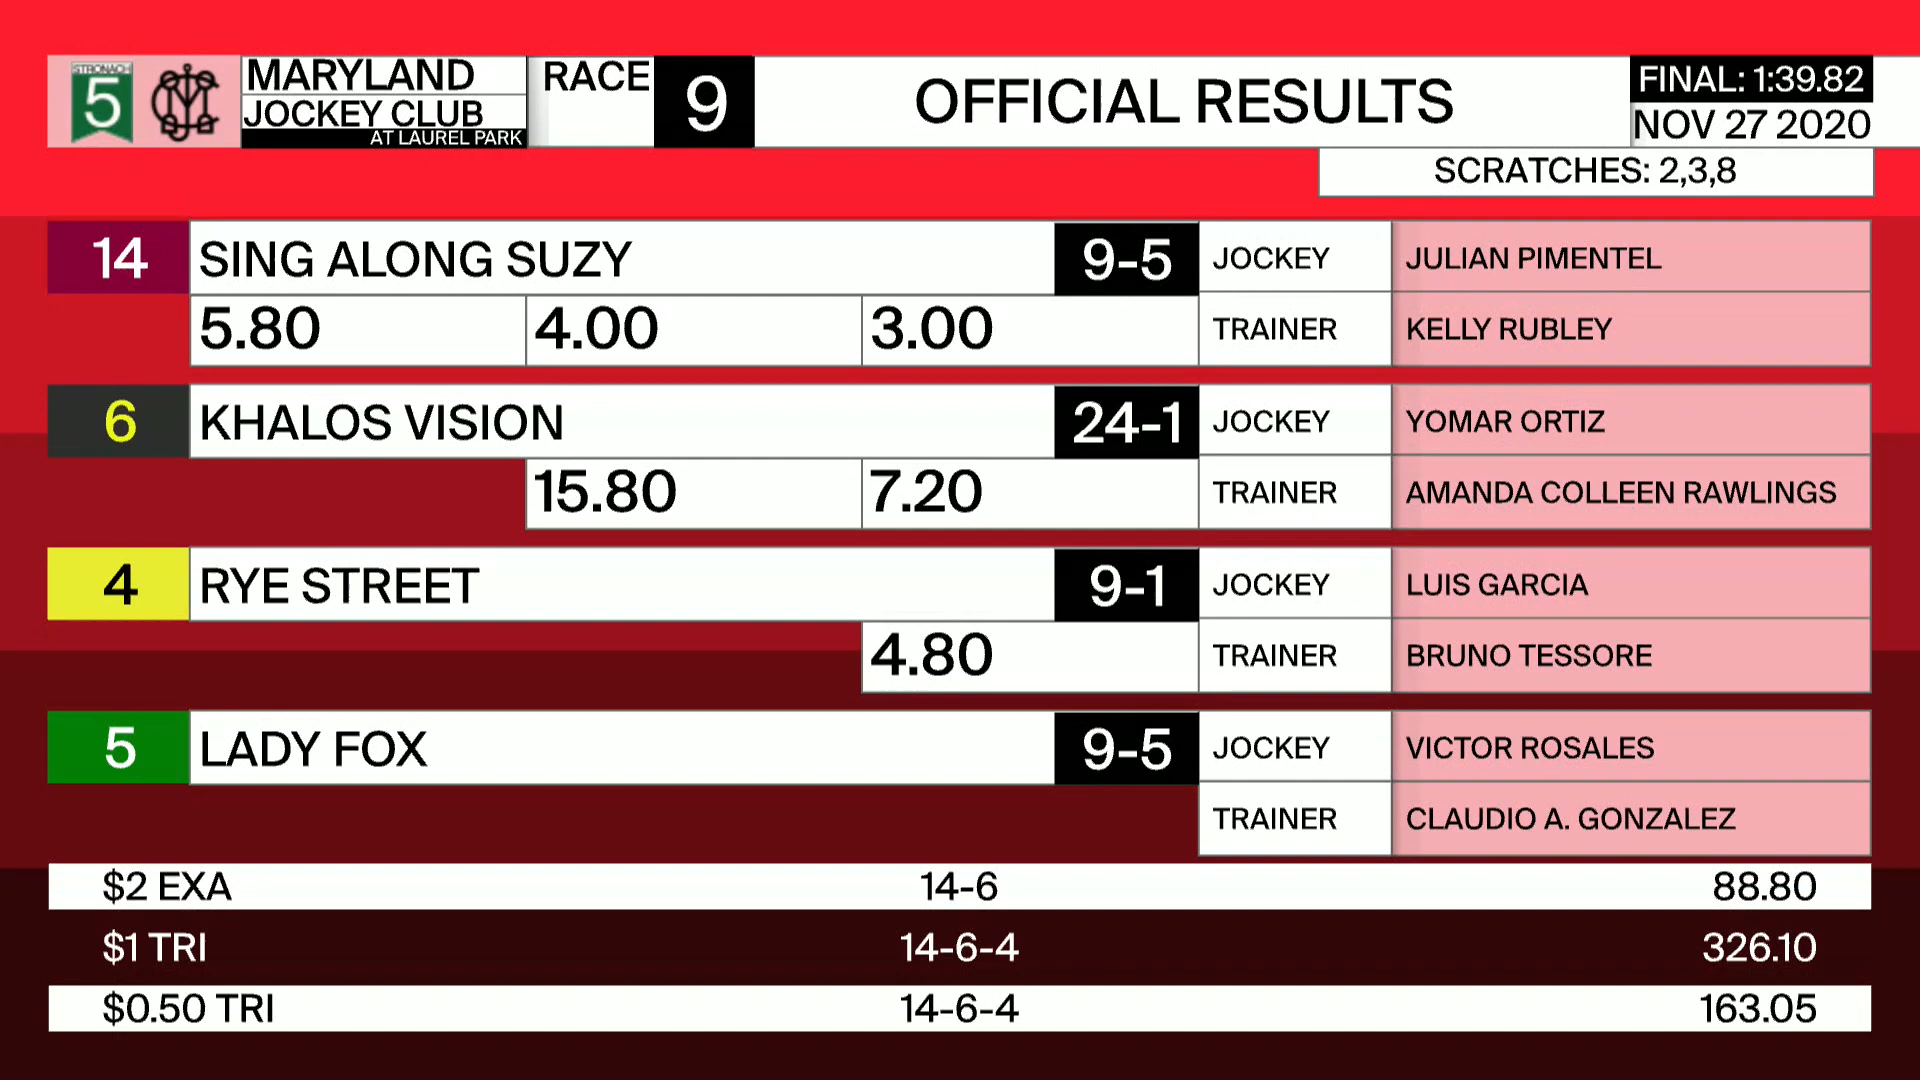 STRONACH
5
MARYLAND
JOCKEY CLUB
AT LAUREL PARK
RACE 9
OFFICIAL RESULTS
FINAL: 1:39.82
NOV 27 2020
SCRATCHES: 2,3,8
14 SING ALONG SUZY 9-5 JOCKEY JULIAN PIMENTEL
5.80 4.00 3.00 TRAINER KELLY RUBLEY
6 KHALOS VISION 24-1 JOCKEY YOMAR ORTIZ
15.80 7.20 TRAINER AMANDA COLLEEN RAWLINGS
4 RYE STREET 9-1 JOCKEY LUIS GARCIA
4.80 TRAINER BRUNO TESSORE
5 LADY FOX 9-5 JOCKEY VICTOR ROSALES
TRAINER CLAUDIO A. GONZALEZ
$2 EXA 14-6 88.80
$1 TRI 14-6-4 326.10
$0.50 TRI 14-6-4 163.05